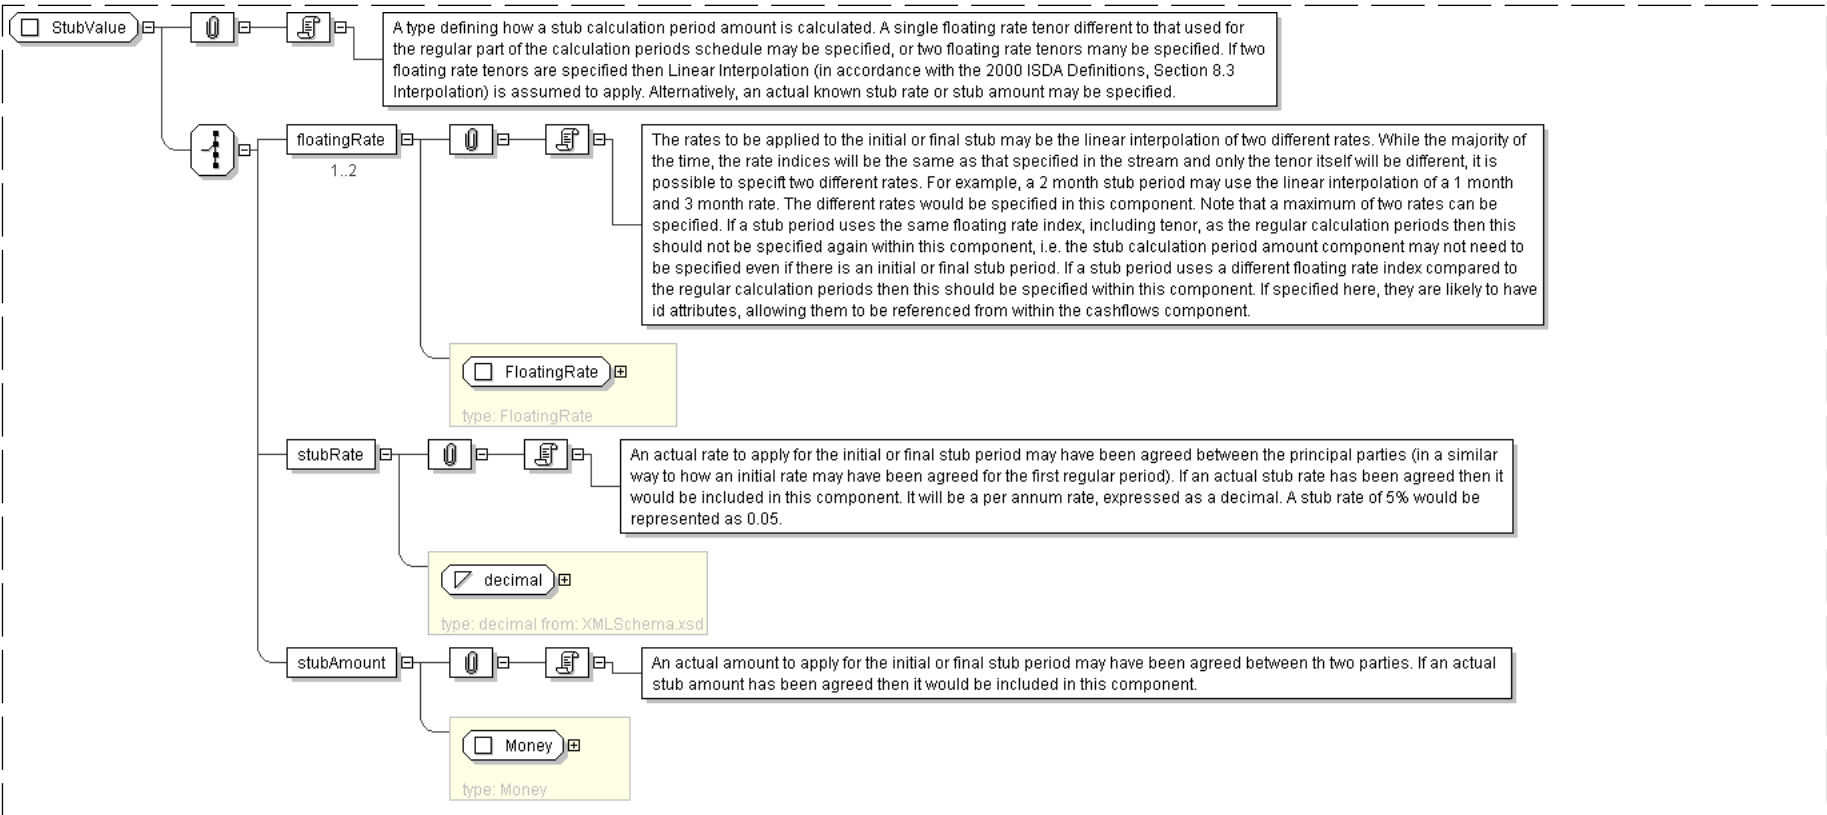 StubValue
A type defining how a stub calculation period amount is calculated. A single floating rate tenor different to that used for
the regular part of the calculation periods schedule may be specified, or two floating rate tenors many be specified. If two
floating rate tenors are specified then Linear Interpolation (in accordance with the 2000 ISDA Definitions, Section 8.3
Interpolation) is assumed to apply. Alternatively, an actual known stub rate or stub amount may be specified.
floatingRate
1..2
The rates to be applied to the initial or final stub may be the linear interpolation of two different rates. While the majority of
the time, the rate indices will be the same as that specified in the stream and only the tenor itself will be different, it is
possible to specift two different rates. For example, a 2 month stub period may use the linear interpolation of a 1 month
and 3 month rate. The different rates would be specified in this component. Note that a maximum of two rates can be
specified. If a stub period uses the same floating rate index, including tenor, as the regular calculation periods then this
should not be specified again within this component, i.e. the stub calculation period amount component may not need to
be specified even if there is an initial or final stub period. If a stub period uses a different floating rate index compared to
the regular calculation periods then this should be specified within this component. If specified here, they are likely to have
id attributes, allowing them to be referenced from within the cashflows component.
FloatingRate
type: FloatingRate
stubRate
An actual rate to apply for the initial or final stub period may have been agreed between the principal parties (in a similar
way to how an initial rate may have been agreed for the first regular period). If an actual stub rate has been agreed then it
would be included in this component. It will be a per annum rate, expressed as a decimal. A stub rate of 5% would be
represented as 0.05.
decimal
type: decimal from: XMLSchema.xsd
stubAmount
An actual amount to apply for the initial or final stub period may have been agreed between th two parties. If an actual
stub amount has been agreed then it would be included in this component.
Money
type: Money